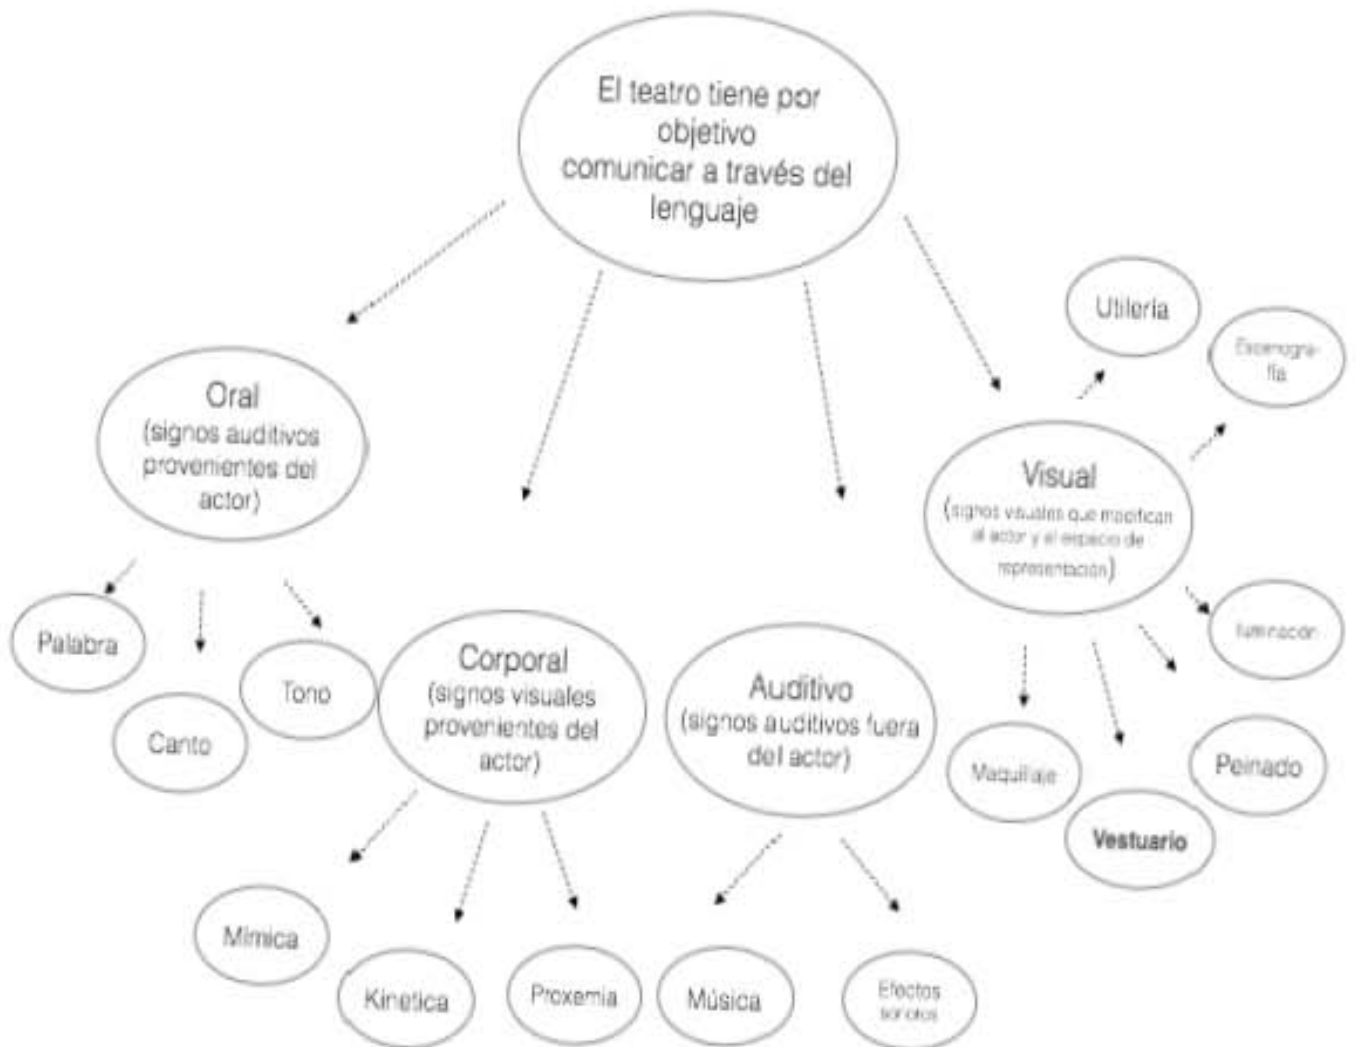 El teatro tiene por
objetivo
comunicar a través del
lenguaje
Oral
(signos auditivos
provenientes del
actor)
Palabra
Canto
Tono
Corporal
(signos visuales
provenientes del
actor)
Mímica
Kinetica
Proxemia
Auditivo
(signos auditivos fuera
del actor)
Música
Efectos
sonoros
Visual
(signos visuales que modifican
al actor y el espacio de
representación)
Utilería
Escenogra-
fía
Iluminación
Peinado
Vestuario
Maquillaje